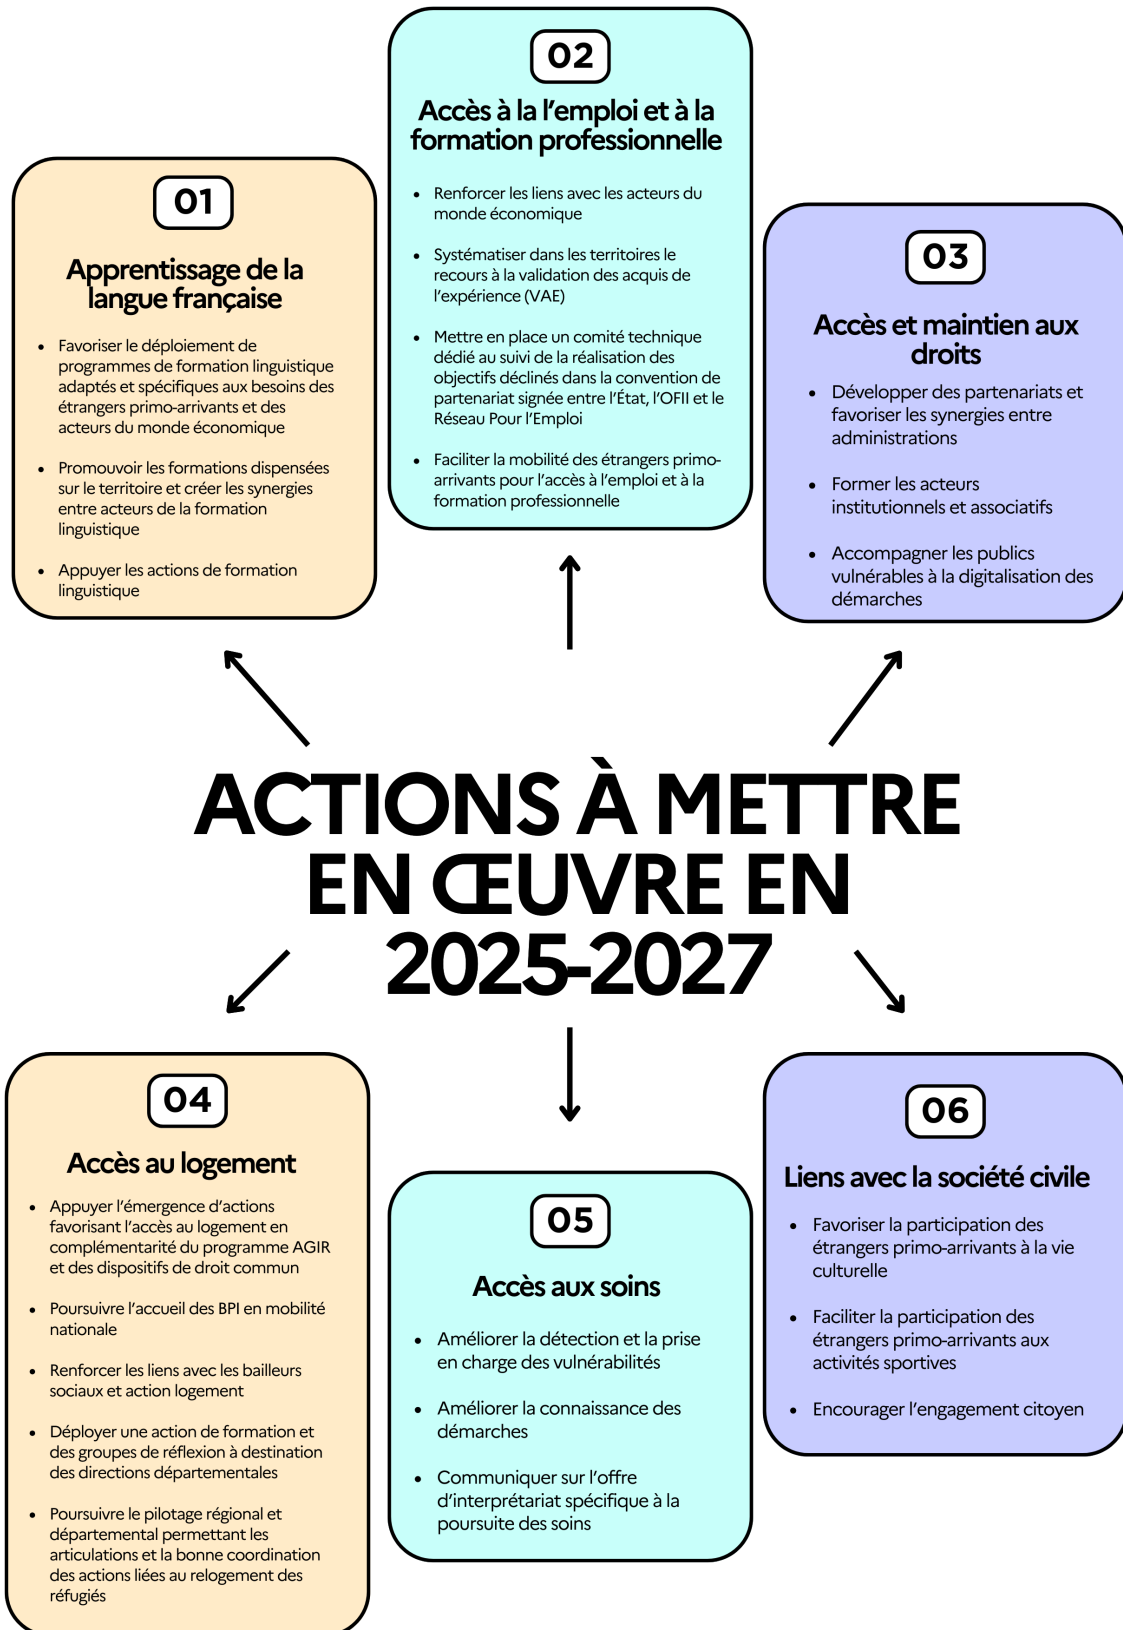 01
Apprentissage de la
langue française
• Favoriser le déploiement de
programmes de formation linguistique
adaptés et spécifiques aux besoins des
étrangers primo-arrivants et des
acteurs du monde économique
• Promouvoir les formations dispensées
sur le territoire et créer les synergies
entre acteurs de la formation
linguistique
• Appuyer les actions de formation
linguistique
02
Accès à la l'emploi et à la
formation professionnelle
• Renforcer les liens avec les acteurs du
monde économique
• Systématiser dans les territoires le
recours à la validation des acquis de
l'expérience (VAE)
• Mettre en place un comité technique
dédié au suivi de la réalisation des
objectifs déclinés dans la convention de
partenariat signée entre l'État, l'OFII et le
Réseau Pour l'Emploi
• Faciliter la mobilité des étrangers primo-
arrivants pour l'accès à l'emploi et à la
formation professionnelle
03
Accès et maintien aux
droits
• Développer des partenariats et
favoriser les synergies entre
administrations
• Former les acteurs
institutionnels et associatifs
• Accompagner les publics
vulnérables à la digitalisation des
démarches
ACTIONS À METTRE
EN ŒUVRE EN
2025-2027
04
Accès au logement
• Appuyer l'émergence d'actions
favorisant l'accès au logement en
complémentarité du programme AGIR
et des dispositifs de droit commun
• Poursuivre l'accueil des BPI en mobilité
nationale
• Renforcer les liens avec les bailleurs
sociaux et action logement
• Déployer une action de formation et
des groupes de réflexion à destination
des directions départementales
• Poursuivre le pilotage régional et
départemental permettant les
articulations et la bonne coordination
des actions liées au relogement des
réfugiés
05
Accès aux soins
• Améliorer la détection et la prise
en charge des vulnérabilités
• Améliorer la connaissance des
démarches
• Communiquer sur l'offre
d'interprétariat spécifique à la
poursuite des soins
06
Liens avec la société civile
• Favoriser la participation des
étrangers primo-arrivants à la vie
culturelle
• Faciliter la participation des
étrangers primo-arrivants aux
activités sportives
• Encourager l'engagement citoyen